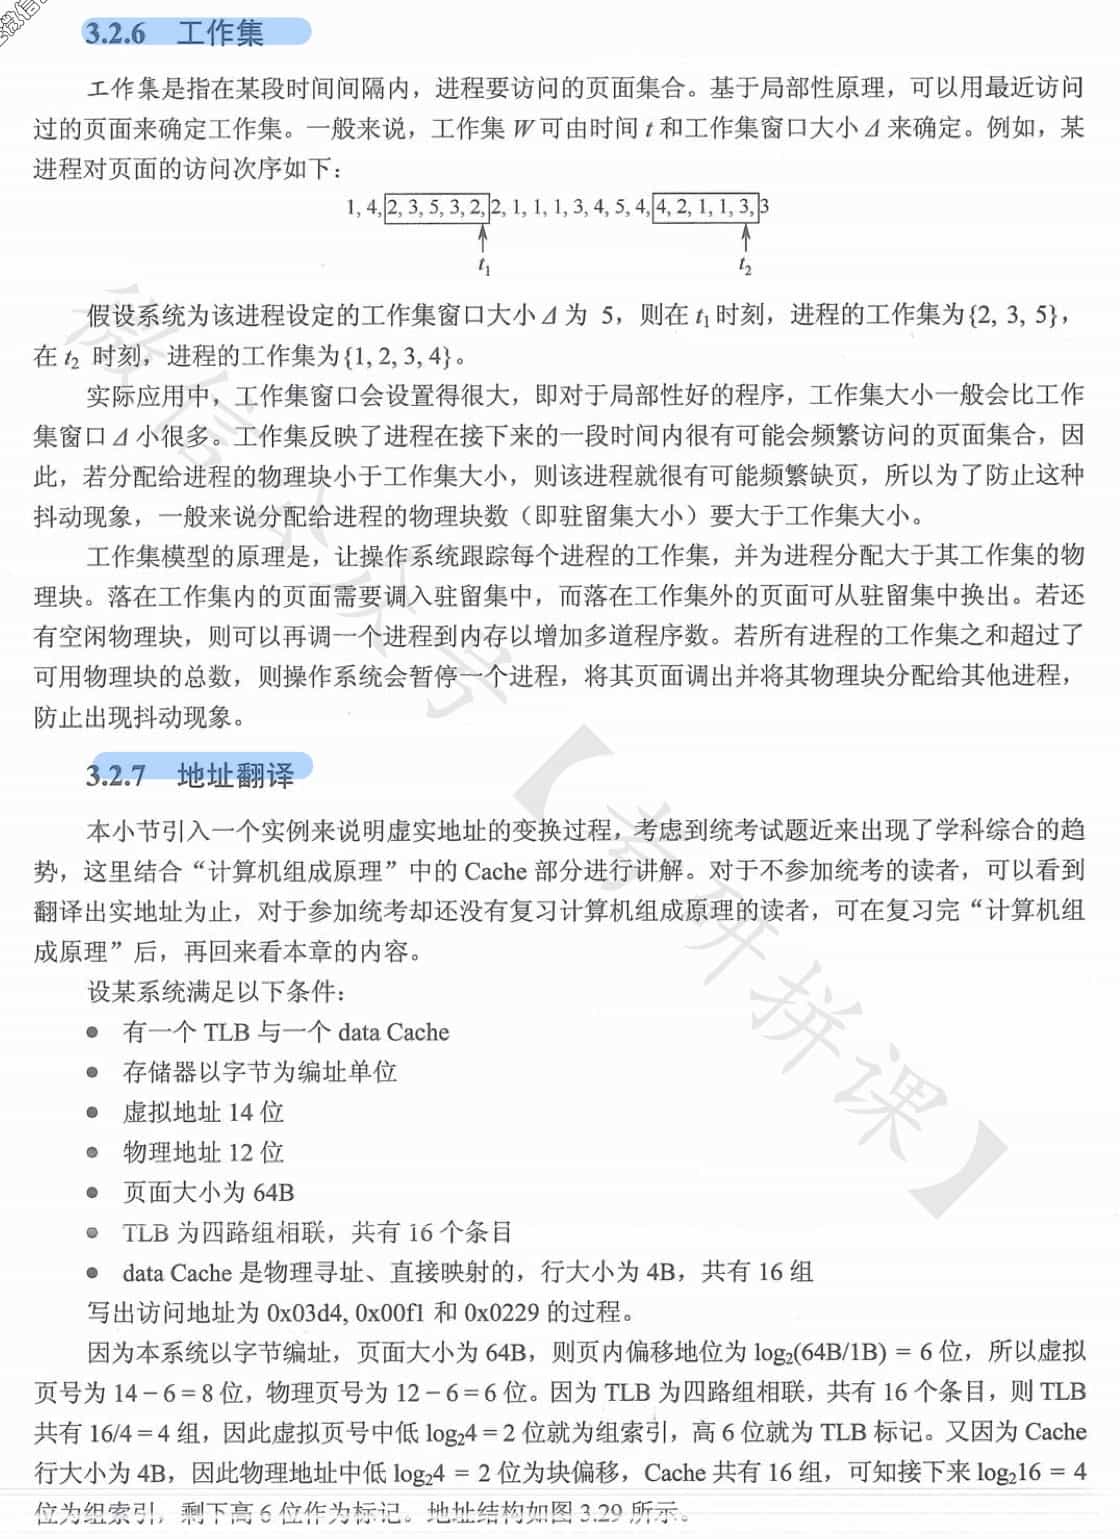 3.2.6 工作集
工作集是指在某段时间间隔内，进程要访问的页面集合。基于局部性原理，可以用最近访问
过的页面来确定工作集。一般来说，工作集 W 可由时间 t 和工作集窗口大小 Δ 来确定。例如，某
进程对页面的访问次序如下：
1, 4, 2, 3, 5, 3, 2, 2, 1, 1, 1, 3, 4, 5, 4, 4, 2, 1, 1, 3, 3
t₁ t₂
假设系统为该进程设定的工作集窗口大小 Δ 为 5，则在 t₁ 时刻，进程的工作集为{2, 3, 5}，
在 t₂ 时刻，进程的工作集为{1, 2, 3, 4}。
实际应用中，工作集窗口会设置得很大，即对于局部性好的程序，工作集大小一般会比工作
集窗口 Δ 小很多。工作集反映了进程在接下来的一段时间内很有可能会频繁访问的页面集合，因
此，若分配给进程的物理块小于工作集大小，则该进程就很有可能频繁缺页，所以为了防止这种
抖动现象，一般来说分配给进程的物理块数（即驻留集大小）要大于工作集大小。
工作集模型的原理是，让操作系统跟踪每个进程的工作集，并为进程分配大于其工作集的物
理块。落在工作集内的页面需要调入驻留集中，而落在工作集外的页面可从驻留集中换出。若还
有空闲物理块，则可以再调一个进程到内存以增加多道程序数。若所有进程的工作集之和超过了
可用物理块的总数，则操作系统会暂停一个进程，将其页面调出并将其物理块分配给其他进程，
防止出现抖动现象。
3.2.7 地址翻译
本小节引入一个实例来说明虚实地址的变换过程，考虑到统考试题近来出现了学科综合的趋
势，这里结合“计算机组成原理”中的 Cache 部分进行讲解。对于不参加统考的读者，可以看到
翻译出实地址为止，对于参加统考却还没有复习计算机组成原理的读者，可在复习完“计算机组
成原理”后，再回来看本章的内容。
设某系统满足以下条件：
● 有一个 TLB 与一个 data Cache
● 存储器以字节为编址单位
● 虚拟地址 14 位
● 物理地址 12 位
● 页面大小为 64B
● TLB 为四路组相联，共有 16 个条目
● data Cache 是物理寻址、直接映射的，行大小为 4B，共有 16 组
写出访问地址为 0x03d4, 0x00f1 和 0x0229 的过程。
因为本系统以字节编址，页面大小为 64B，则页内偏移地位为 log₂(64B/1B) = 6 位，所以虚拟
页号为 14 − 6 = 8 位，物理页号为 12 − 6 = 6 位。因为 TLB 为四路组相联，共有 16 个条目，则 TLB
共有 16/4 = 4 组，因此虚拟页号中低 log₂4 = 2 位就为组索引，高 6 位就为 TLB 标记。又因为 Cache
行大小为 4B，因此物理地址中低 log₂4 = 2 位为块偏移，Cache 共有 16 组，可知接下来 log₂16 = 4
位为组索引，剩下高 6 位作为标记。地址结构如图 3.29 所示。
微信公众号【考研拼课】